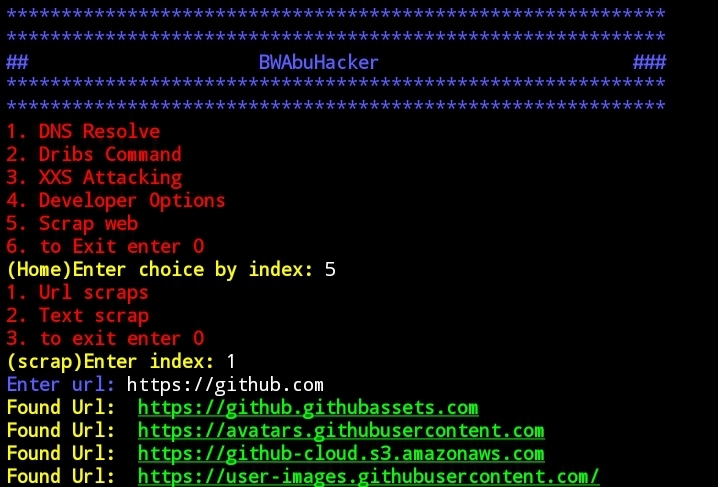 ************************************************************
************************************************************
## BWAbuHacker ###
************************************************************
************************************************************
1. DNS Resolve
2. Dribs Command
3. XXS Attacking
4. Developer Options
5. Scrap web
6. to Exit enter 0
(Home)Enter choice by index: 5
1. Url scraps
2. Text scrap
3. to exit enter 0
(scrap)Enter index: 1
Enter url: https://github.com
Found Url: https://github.githubassets.com
Found Url: https://avatars.githubusercontent.com
Found Url: https://github-cloud.s3.amazonaws.com
Found Url: https://user-images.githubusercontent.com/